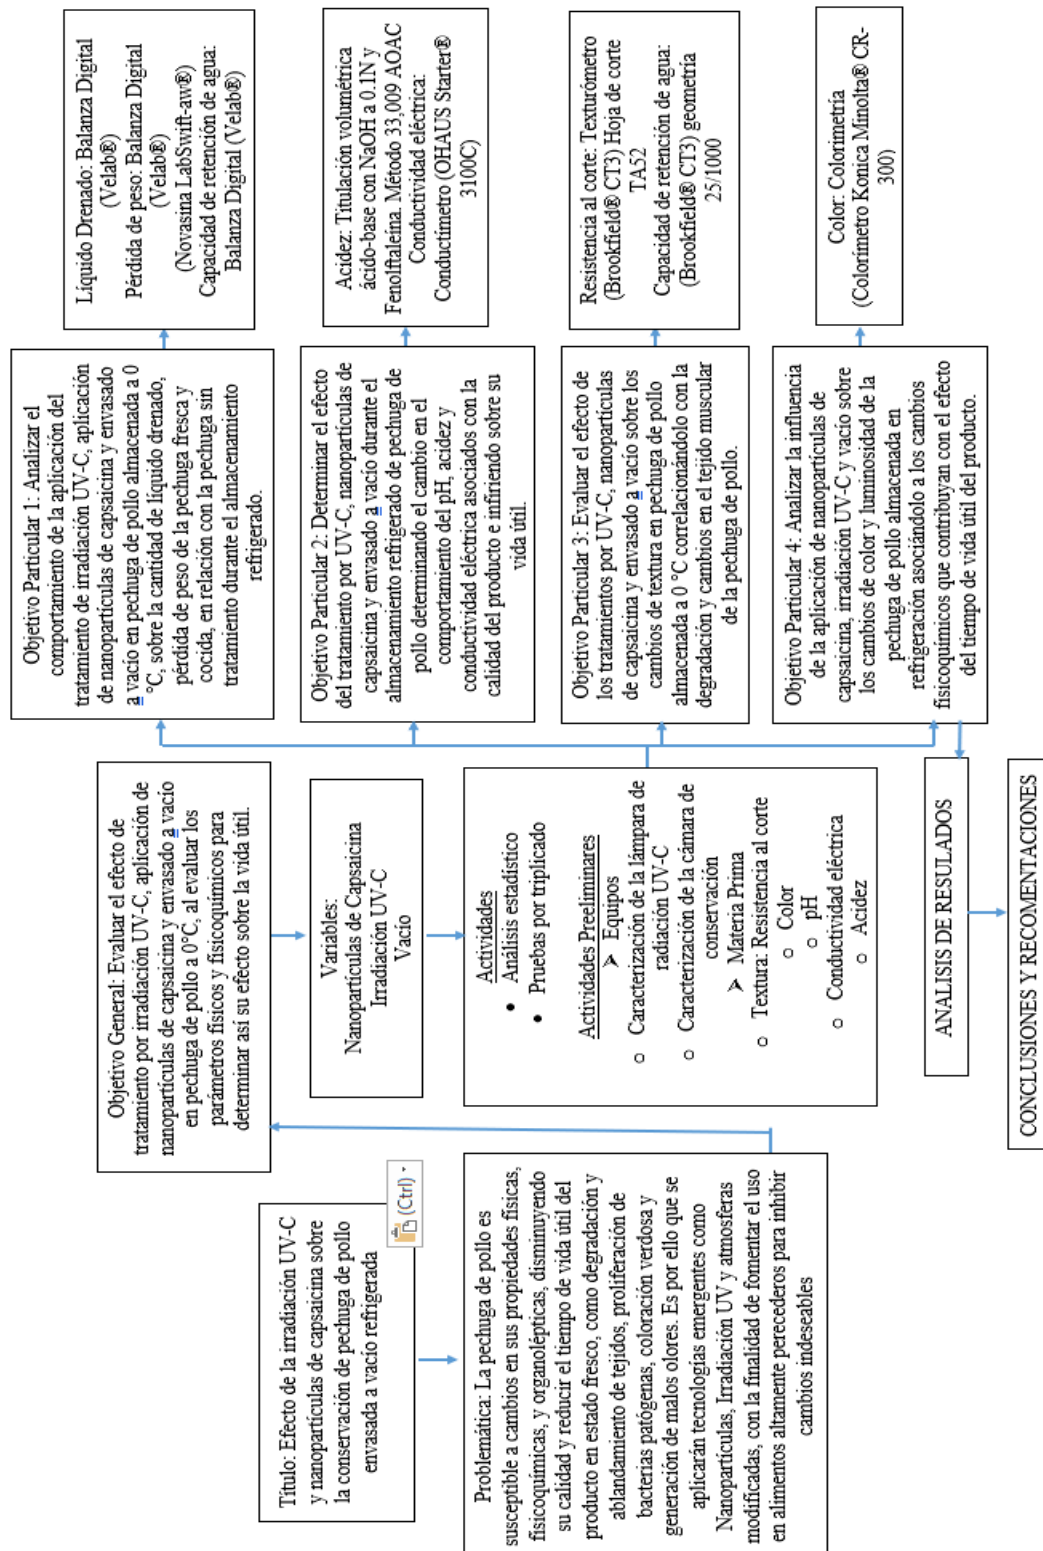 Título: Efecto de la irradiación UV-C
y nanopartículas de capsaicina sobre
la conservación de pechuga de pollo
envasada a vacío refrigerada
(Ctrl)
Problemática: La pechuga de pollo es
susceptible a cambios en sus propiedades físicas,
fisicoquímicas, y organolépticas, disminuyendo
su calidad y reducir el tiempo de vida útil del
producto en estado fresco, como degradación y
ablandamiento de tejidos, proliferación de
bacterias patógenas, coloración verdosa y
generación de malos olores. Es por ello que se
aplicarán tecnologías emergentes como
Nanopartículas, Irradiación UV y atmosferas
modificadas, con la finalidad de fomentar el uso
en alimentos altamente perecederos para inhibir
cambios indeseables
Objetivo General: Evaluar el efecto de
tratamiento por irradiación UV-C, aplicación de
nanopartículas de capsaicina y envasado a vacío
en pechuga de pollo a 0°C, al evaluar los
parámetros físicos y fisicoquímicos para
determinar así su efecto sobre la vida útil.
Variables:
Nanopartículas de Capsaicina
Irradiación UV-C
Vacío
Actividades
• Análisis estadístico
• Pruebas por triplicado
Actividades Preeliminares
➤ Equipos
○ Caracterización de la lámpara de
radiación UV-C
○ Caracterización de la cámara de
conservación
➤ Materia Prima
○ Textura: Resistencia al corte
○ Color
○ pH
○ Conductividad eléctrica
○ Acidez
Objetivo Particular 1: Analizar el
comportamiento de la aplicación del
tratamiento de irradiación UV-C, aplicación
de nanopartículas de capsaicina y envasado
a vacío en pechuga de pollo almacenada a 0
°C, sobre la cantidad de líquido drenado,
pérdida de peso de la pechuga fresca y
cocida, en relación con la pechuga sin
tratamiento durante el almacenamiento
refrigerado.
Líquido Drenado: Balanza Digital
(Velab®)
Pérdida de peso: Balanza Digital
(Velab®)
(Novasina LabSwift-aw®)
Capacidad de retención de agua:
Balanza Digital (Velab®)
Objetivo Particular 2: Determinar el efecto
del tratamiento por UV-C, nanopartículas de
capsaicina y envasado a vacío durante el
almacenamiento refrigerado de pechuga de
pollo determinando el cambio en el
comportamiento del pH, acidez y
conductividad eléctrica asociados con la
calidad del producto e infiriendo sobre su
vida útil.
Acidez: Titulación volumétrica
ácido-base con NaOH a 0.1N y
Fenolftaleína. Método 33,009 AOAC
Conductividad eléctrica:
Conductímetro (OHAUS Starter®
3100C)
Objetivo Particular 3: Evaluar el efecto de
los tratamientos por UV-C, nanopartículas
de capsaicina y envasado a vacío sobre los
cambios de textura en pechuga de pollo
almacenada a 0 °C correlacionándolo con la
degradación y cambios en el tejido muscular
de la pechuga de pollo.
Resistencia al corte: Texturómetro
(Brookfield® CT3) Hoja de corte
TA52
Capacidad de retención de agua:
(Brookfield® CT3) geometría
25/1000
Objetivo Particular 4: Analizar la influencia
de la aplicación de nanopartículas de
capsaicina, irradiación UV-C y vacío sobre
los cambios de color y luminosidad de la
pechuga de pollo almacenada en
refrigeración asociándolo a los cambios
fisicoquímicos que contribuyan con el efecto
del tiempo de vida útil del producto.
Color: Colorimetría
(Colorímetro Konica Minolta® CR-
300)
ANALISIS DE RESULADOS
CONCLUSIONES Y RECOMENTACIONES